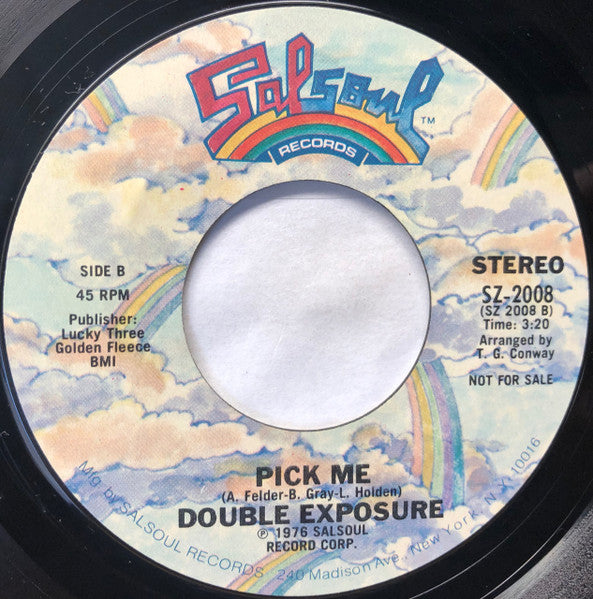 Salsoul TM
RECORDS
SIDE B
45 RPM
Publisher:
Lucky Three
Golden Fleece
BMI
STEREO
SZ-2008
(SZ 2008 B)
Time: 3:20
Arranged by
T. G. Conway
NOT FOR SALE
PICK ME
(A. Felder-B. Gray-L. Holden)
DOUBLE EXPOSURE
℗ 1976 SALSOUL
RECORD CORP.
Mfg by SALSOUL RECORDS - 240 Madison Ave., New York, N.Y. 10016